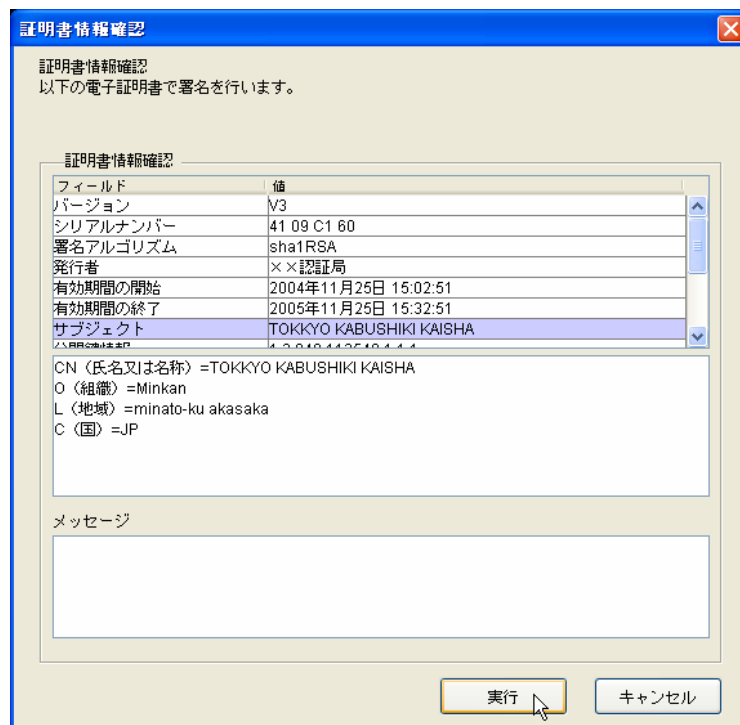 証明書情報確認
証明書情報確認
以下の電子証明書で署名を行います。
証明書情報確認
フィールド 値
バージョン V3
シリアルナンバー 41 09 C1 60
署名アルゴリズム sha1RSA
発行者 ××認証局
有効期間の開始 2004年11月25日 15:02:51
有効期間の終了 2005年11月25日 15:32:51
サブジェクト TOKKYO KABUSHIKI KAISHA
CN（氏名又は名称）=TOKKYO KABUSHIKI KAISHA
O（組織）=Minkan
L（地域）=minato-ku akasaka
C（国）=JP
メッセージ
実行 キャンセル